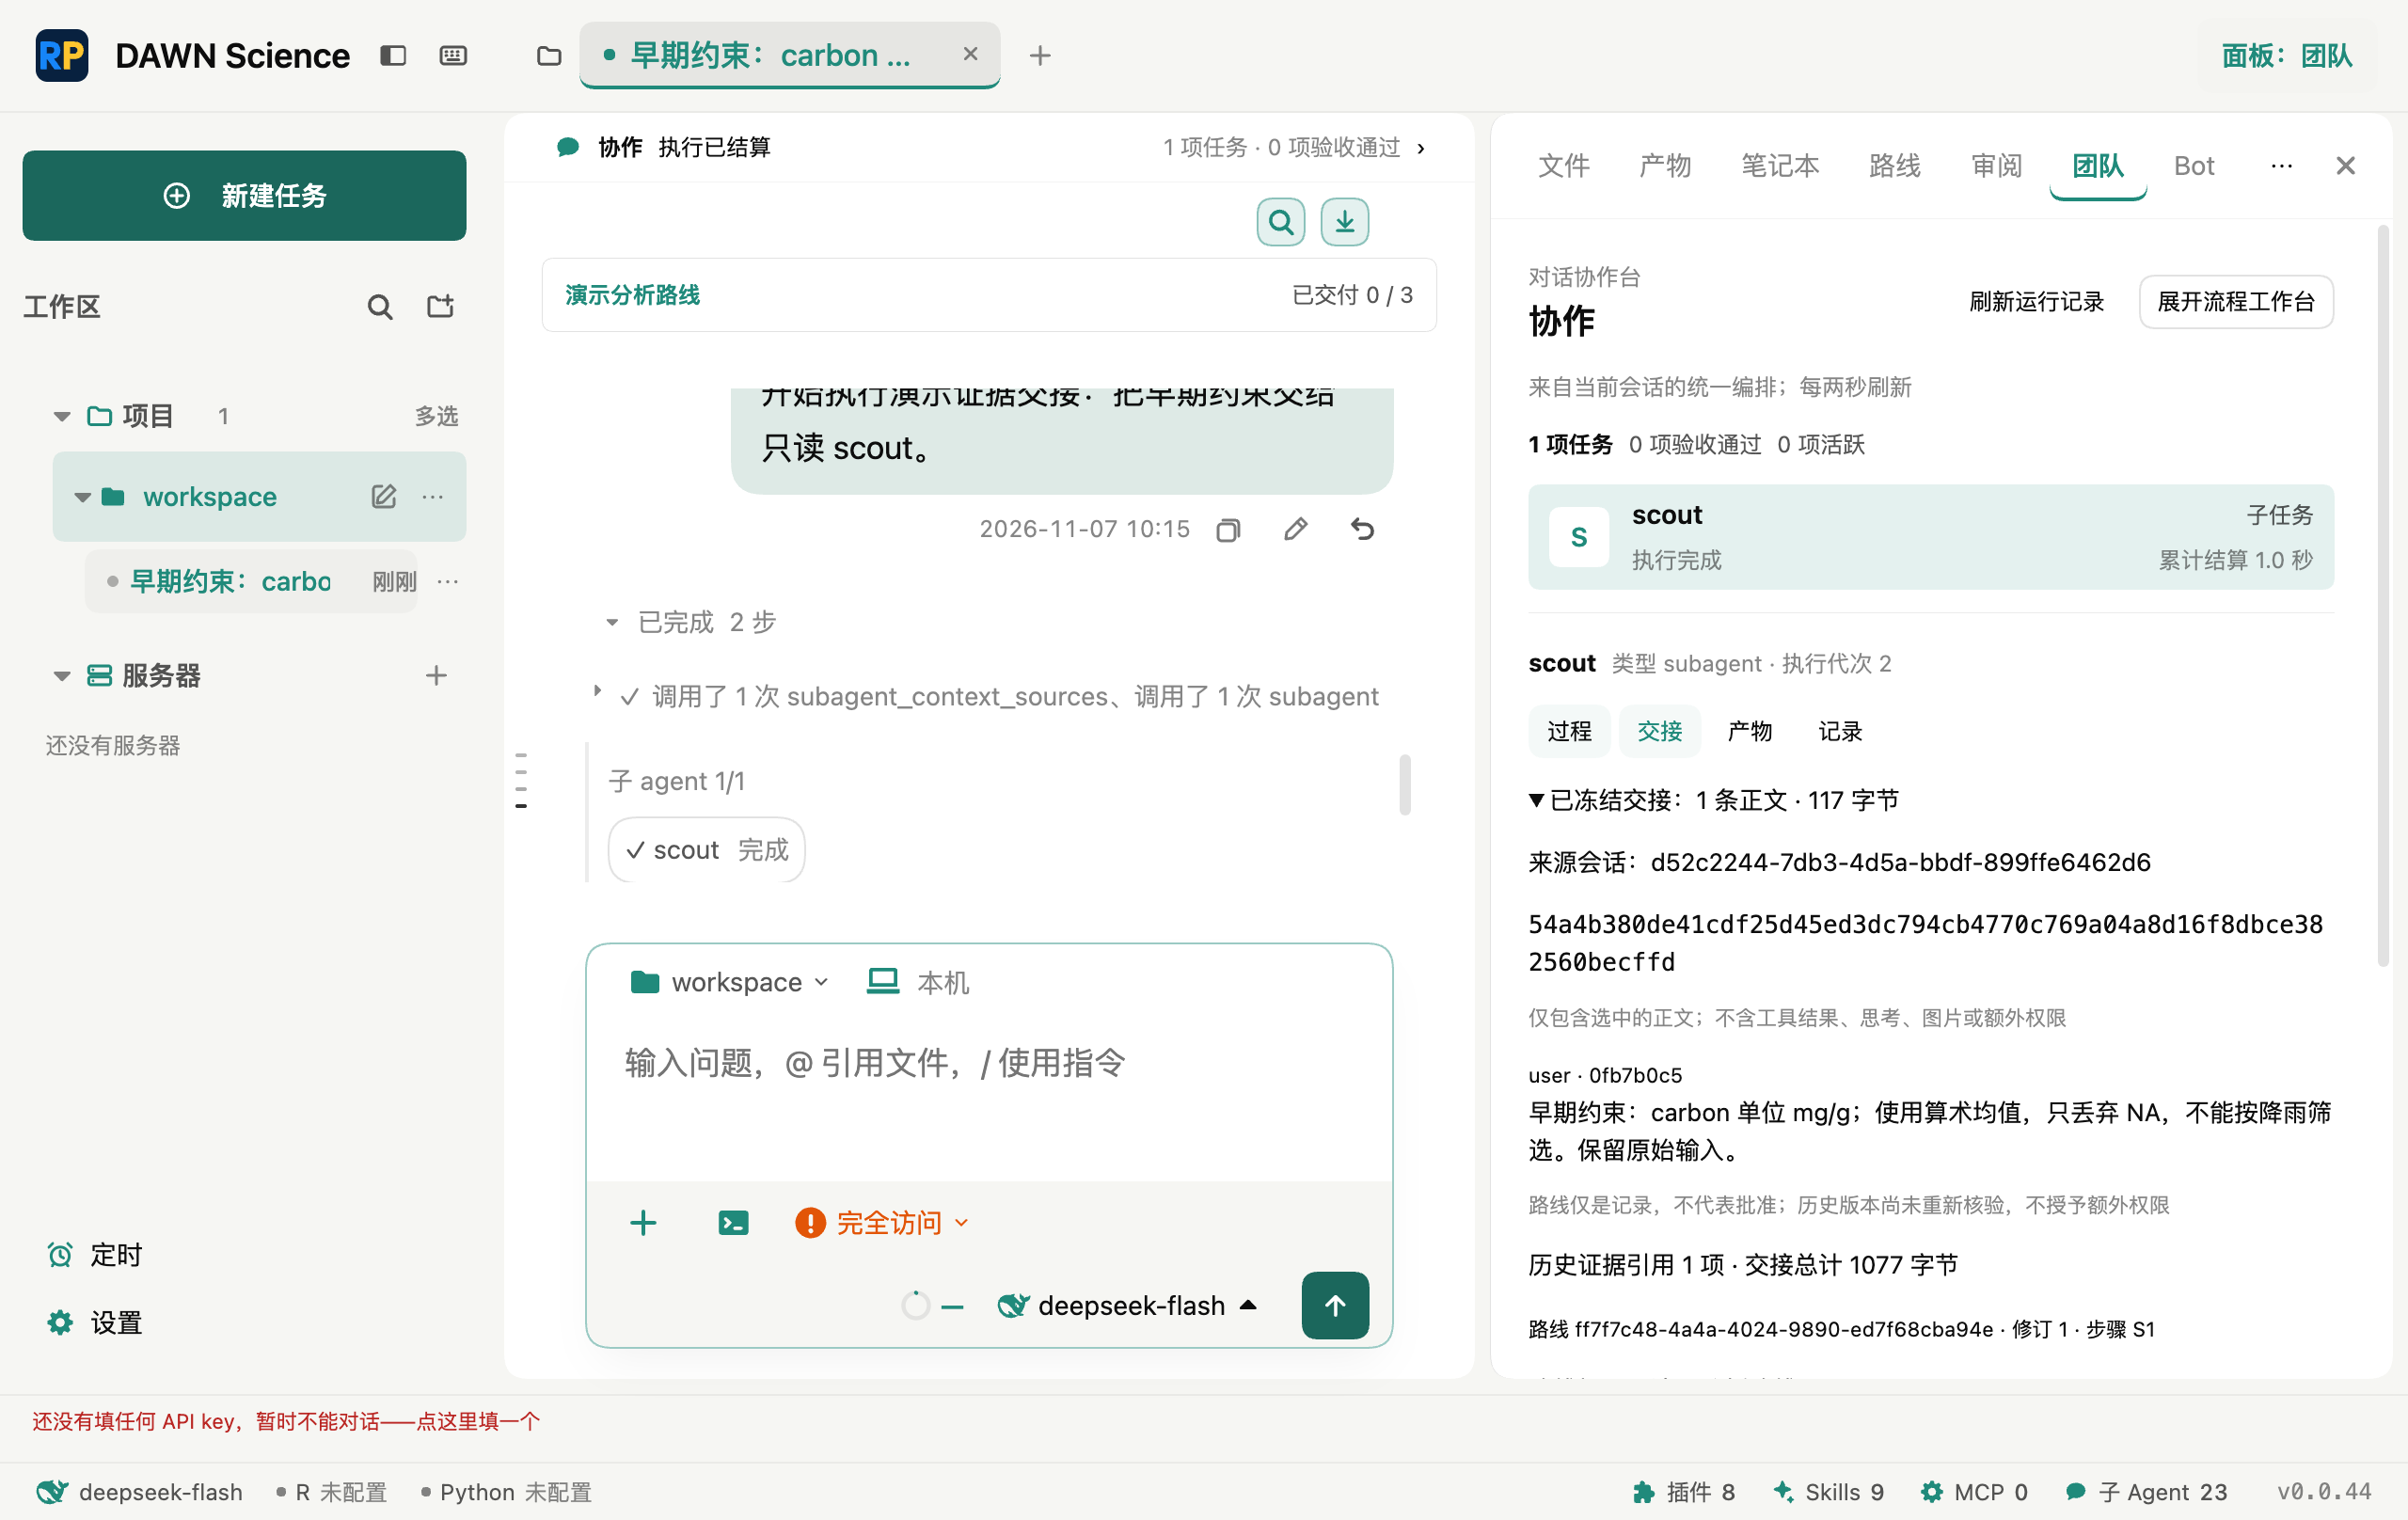 RP DAWN Science
早期约束：carbon ...
面板：团队
新建任务
工作区
项目 1 多选
workspace
早期约束：carbo 刚刚
服务器
还没有服务器
定时
设置
协作 执行已结算 1 项任务 · 0 项验收通过
演示分析路线 已交付 0 / 3
开始执行演示证据交接：把早期约束交给
只读 scout。
2026-11-07 10:15
已完成 2 步
调用了 1 次 subagent_context_sources、调用了 1 次 subagent
子 agent 1/1
scout 完成
workspace 本机
输入问题，@ 引用文件，/ 使用指令
完全访问
deepseek-flash
文件 产物 笔记本 路线 审阅 团队 Bot
对话协作台
协作
刷新运行记录 展开流程工作台
来自当前会话的统一编排；每两秒刷新
1 项任务 0 项验收通过 0 项活跃
S scout 子任务
执行完成 累计结算 1.0 秒
scout 类型 subagent · 执行代次 2
过程 交接 产物 记录
已冻结交接：1 条正文 · 117 字节
来源会话：d52c2244-7db3-4d5a-bbdf-899ffe6462d6
54a4b380de41cdf25d45ed3dc794cb4770c769a04a8d16f8dbce38
2560becffd
仅包含选中的正文；不含工具结果、思考、图片或额外权限
user · 0fb7b0c5
早期约束：carbon 单位 mg/g；使用算术均值，只丢弃 NA，不能按降雨筛
选。保留原始输入。
路线仅是记录，不代表批准；历史版本尚未重新核验，不授予额外权限
历史证据引用 1 项 · 交接总计 1077 字节
路线 ff7f7c48-4a4a-4024-9890-ed7f68cba94e · 修订 1 · 步骤 S1
还没有填任何 API key，暂时不能对话——点这里填一个
deepseek-flash R 未配置 Python 未配置
插件 8 Skills 9 MCP 0 子 Agent 23 v0.0.44